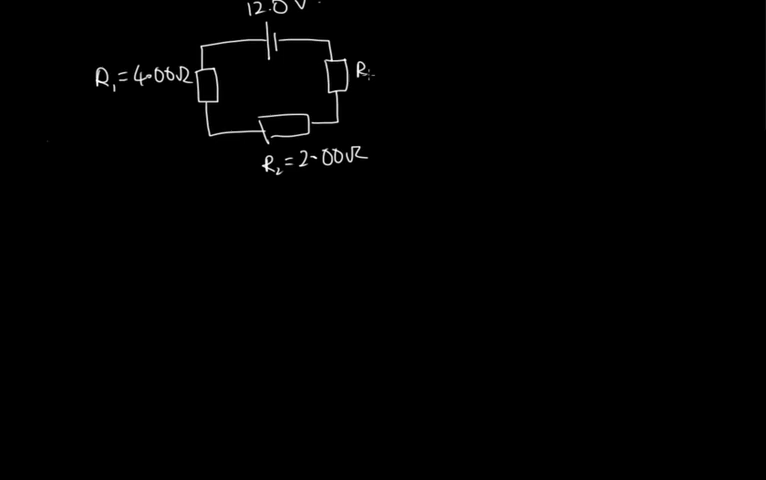 12.0V
R₁ = 4.00Ω
R
R₂ = 2.00Ω